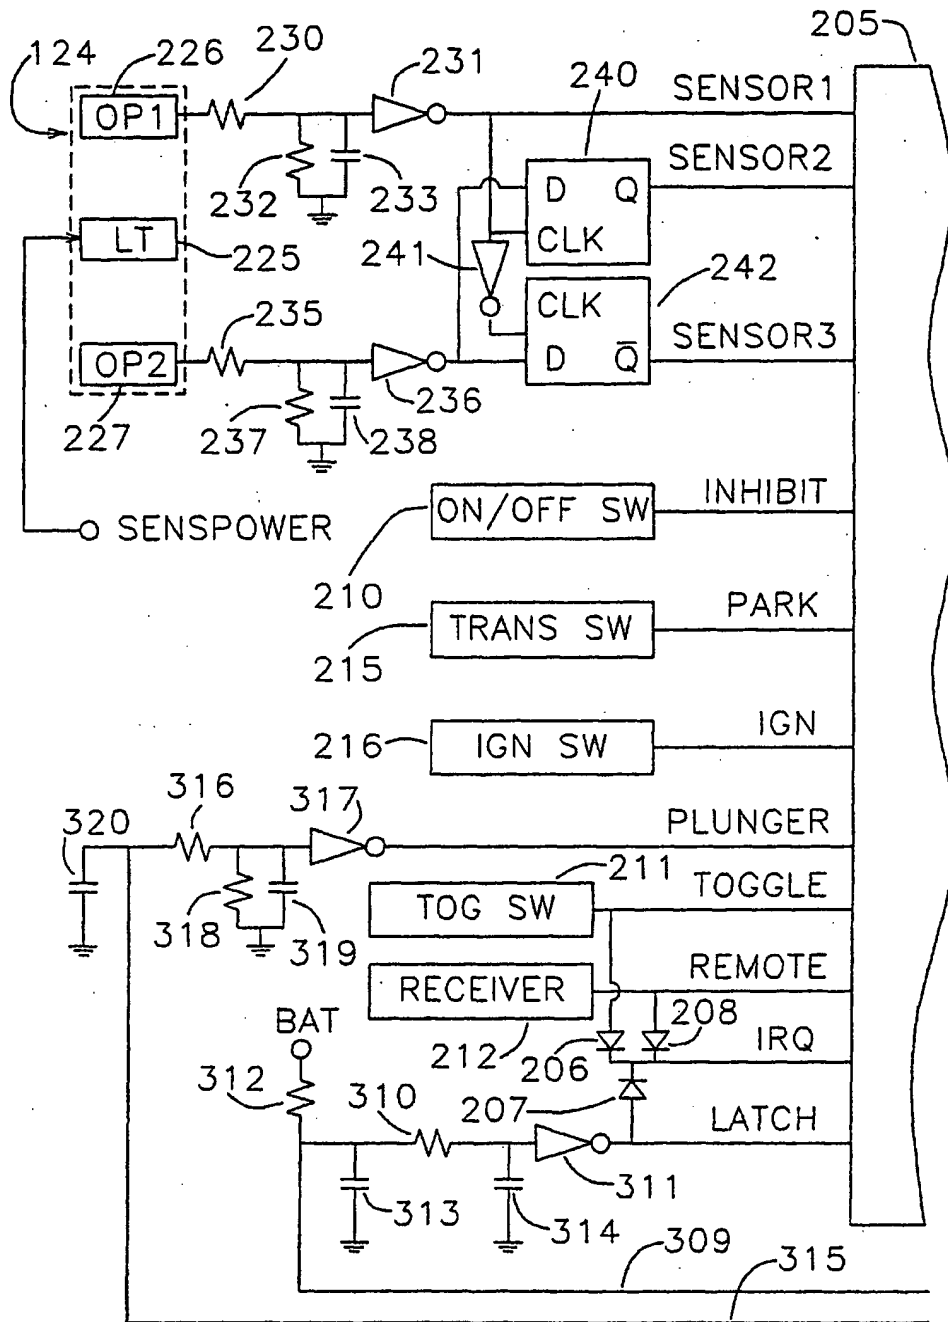 205
226
230
124
231
240
OP1
SENSOR1
SENSOR2
D Q
232
233
LT
CLK
225
241
242
235
CLK
SENSOR3
OP2
D Q̅
236
227
237
238
INHIBIT
ON/OFF SW
SENSPOWER
210
PARK
TRANS SW
215
IGN
216
IGN SW
316
317
320
PLUNGER
211
TOGGLE
TOG SW
318
319
REMOTE
RECEIVER
BAT
208
212
206
IRQ
312
310
207
LATCH
311
313
314
309
315